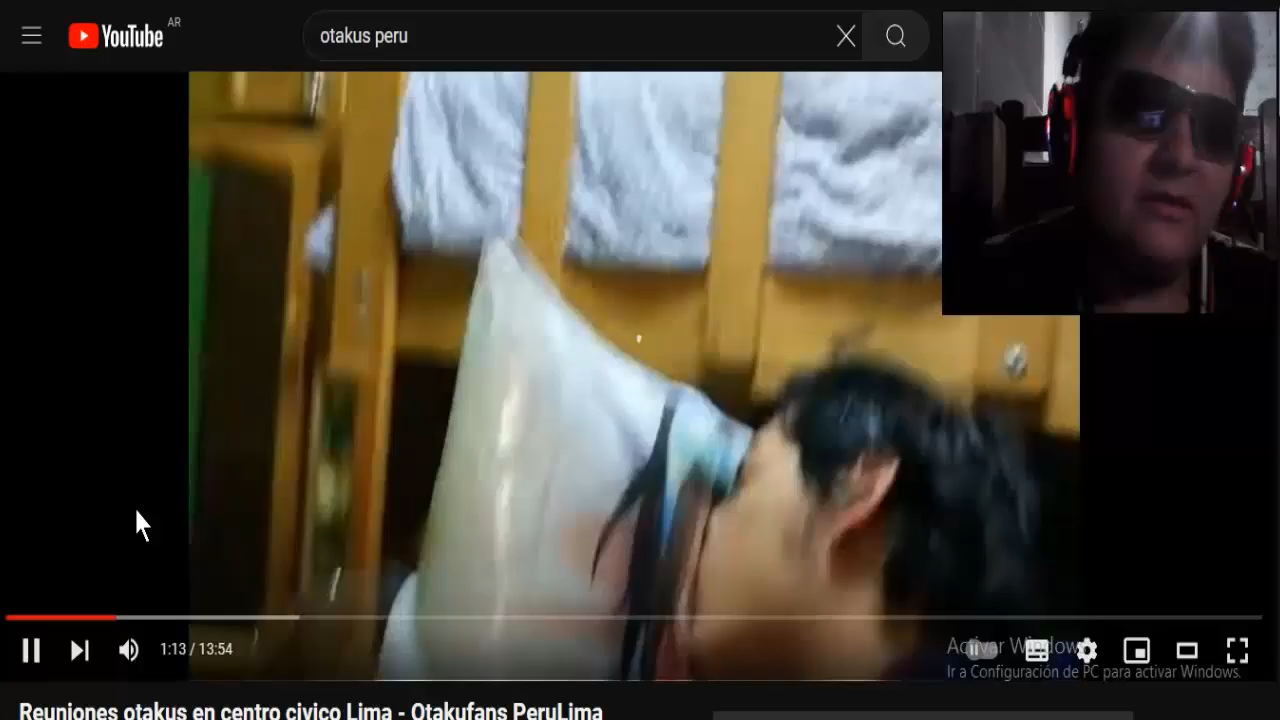 YouTube
AR
otakus peru
1:13 / 13:54
Activar Windows
Ir a Configuración de PC para activar Windows.
Reuniones otakus en centro civico Lima - Otakufans PeruLima